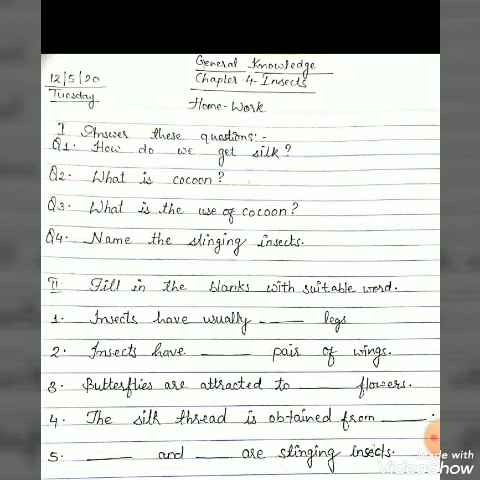 General Knowledge
12/5/20 Chapter-4-Insects
Tuesday
Home-Work
I Answer these questions:-
Q1. How do we get silk?
Q2. What is cocoon?
Q3. What is the use of cocoon?
Q4. Name the stinging insects.
II Fill in the blanks with suitable word.
1. Insects have usually ____ legs
2. Insects have ____ pair of wings.
3. Butterflies are attracted to ____ flowers.
4. The silk thread is obtained from ____.
5. ____ and ____ are stinging insects.
Made with
VideoShow